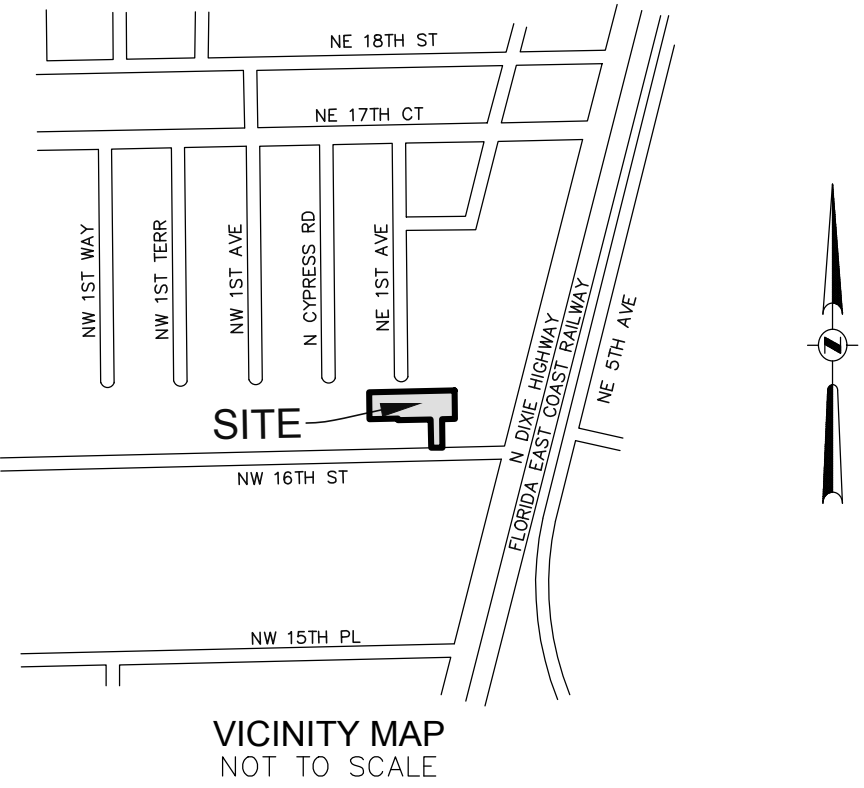 NE 18TH ST
NE 17TH CT
NW 1ST WAY
NW 1ST TERR
NW 1ST AVE
N CYPRESS RD
NE 1ST AVE
N DIXIE HIGHWAY
FLORIDA EAST COAST RAILWAY
NE 5TH AVE
SITE
NW 16TH ST
NW 15TH PL
VICINITY MAP
NOT TO SCALE